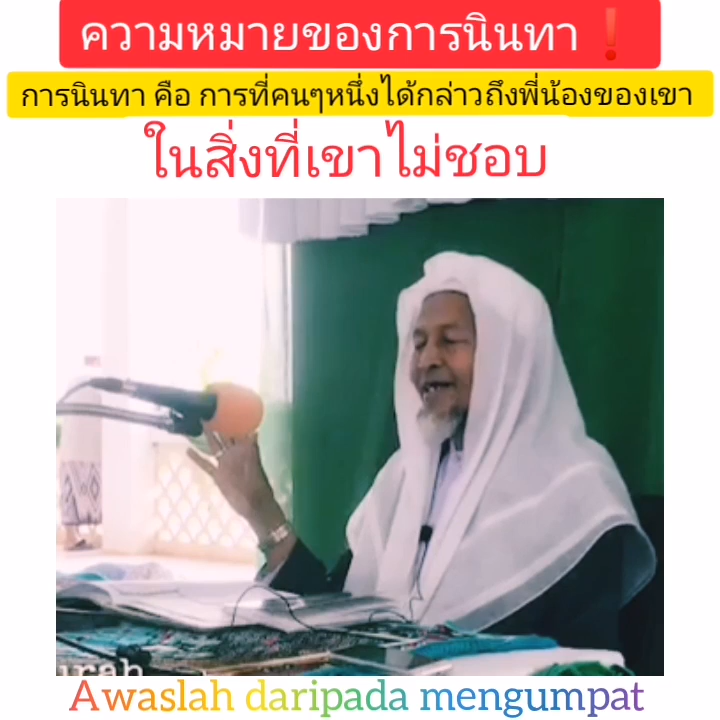 ความหมายของการนินทา❗
การนินทา คือ การที่คนๆหนึ่งได้กล่าวถึงพี่น้องของเขา
ในสิ่งที่เขาไม่ชอบ
urah
Awaslah daripada mengumpat